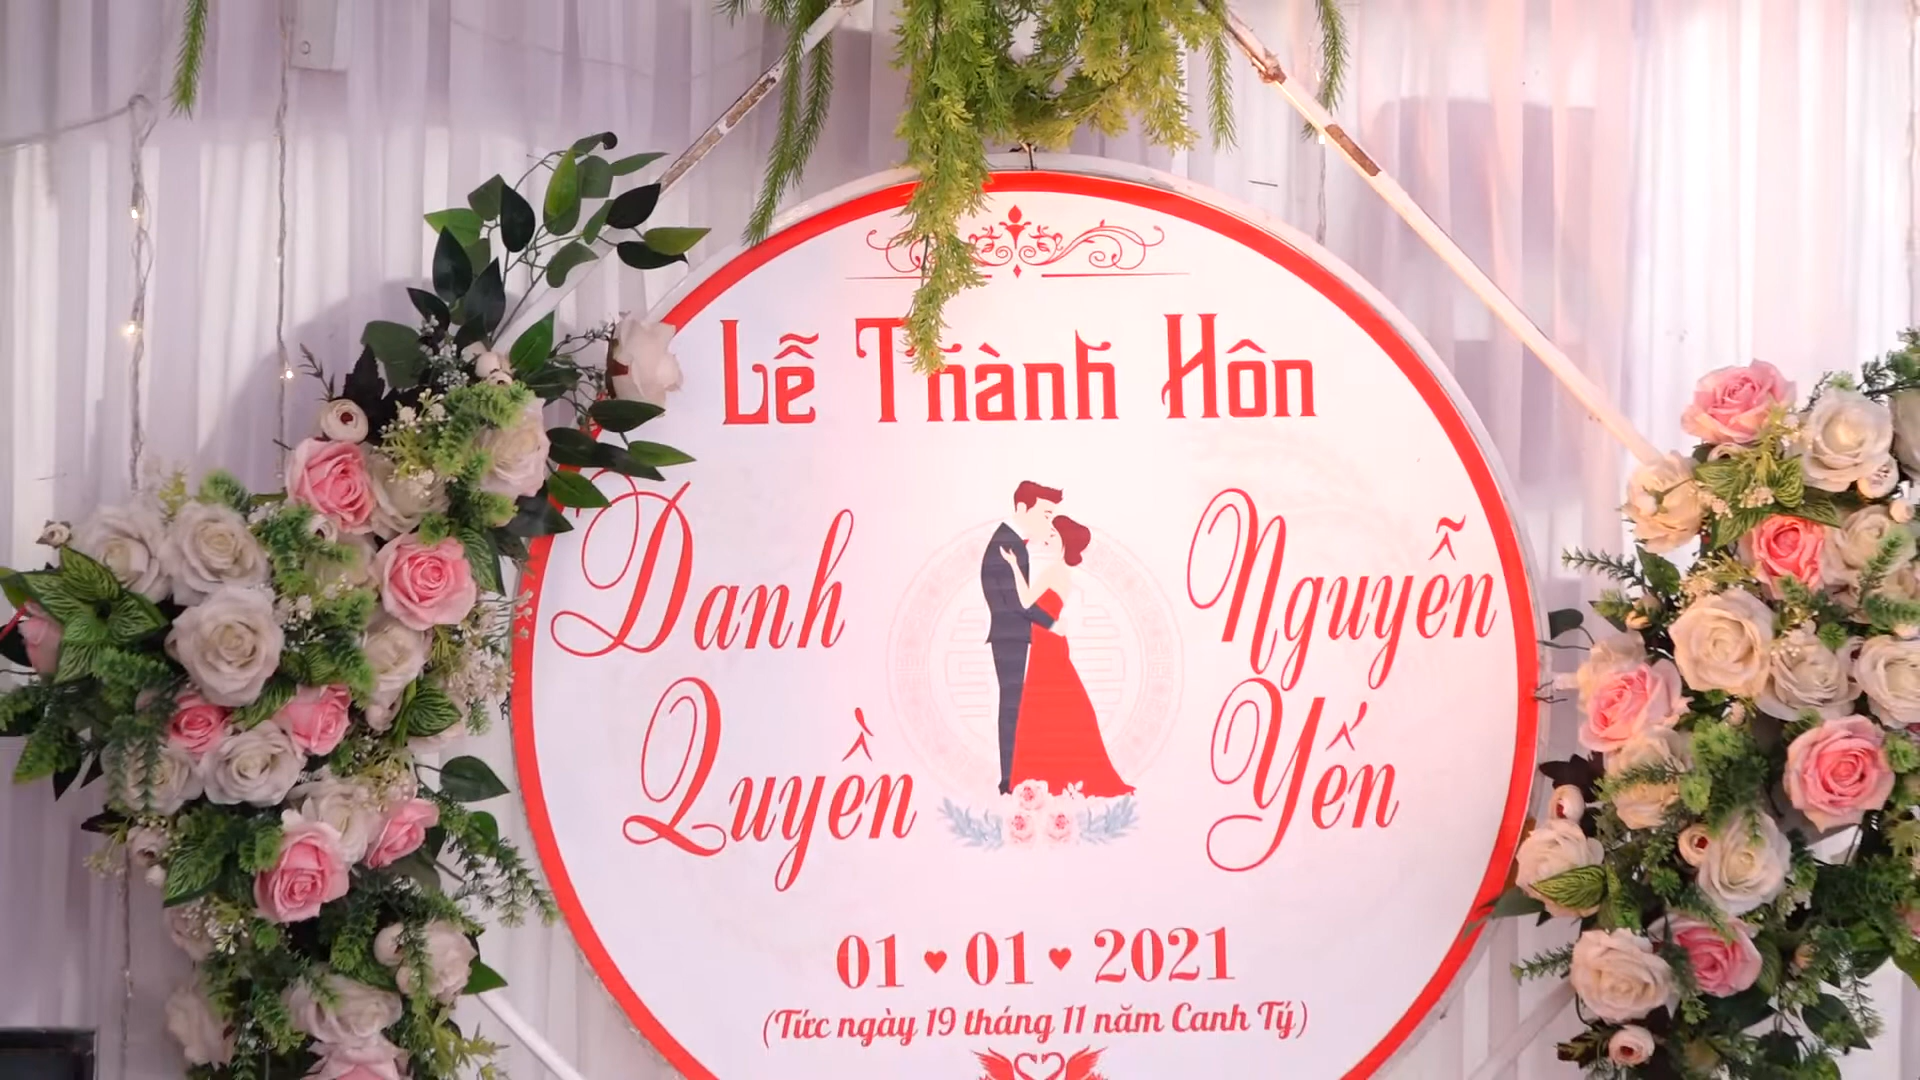 Lễ Thành Hôn
Danh Quyền
Nguyễn Yến
01 ♥ 01 ♥ 2021
(Tức ngày 19 tháng 11 năm Canh Tý)